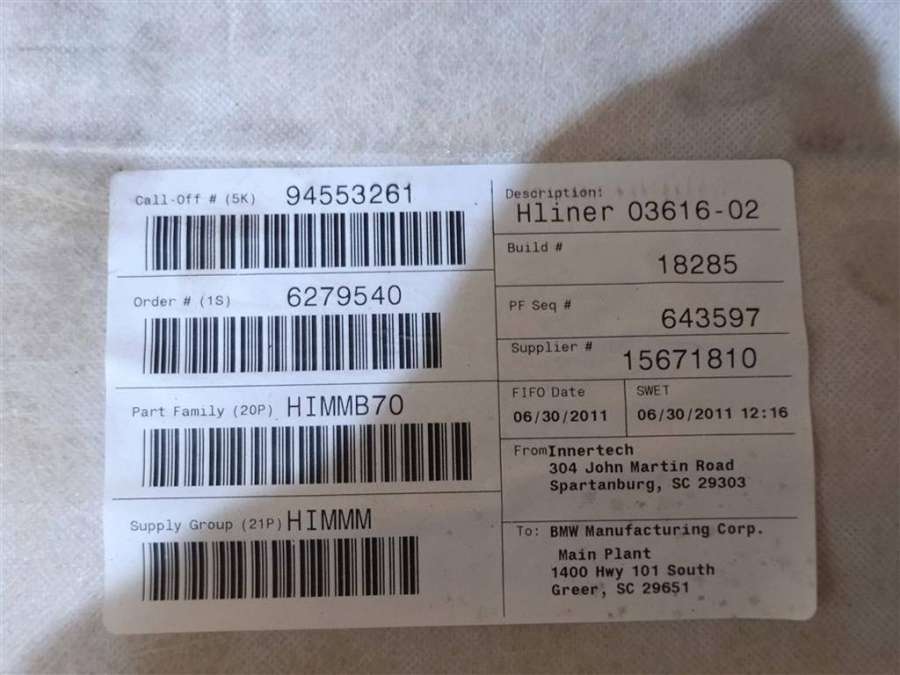 Call-Off # (5K) 94553261
Order # (1S) 6279540
Part Family (20P) HIMMB70
Supply Group (21P) HIMMM
Description:
Hliner 03616-02
Build #
18285
PF Seq #
643597
Supplier #
15671810
FIFO Date
06/30/2011
SWET
06/30/2011 12:16
From Innertech
304 John Martin Road
Spartanburg, SC 29303
To: BMW Manufacturing Corp.
Main Plant
1400 Hwy 101 South
Greer, SC 29651